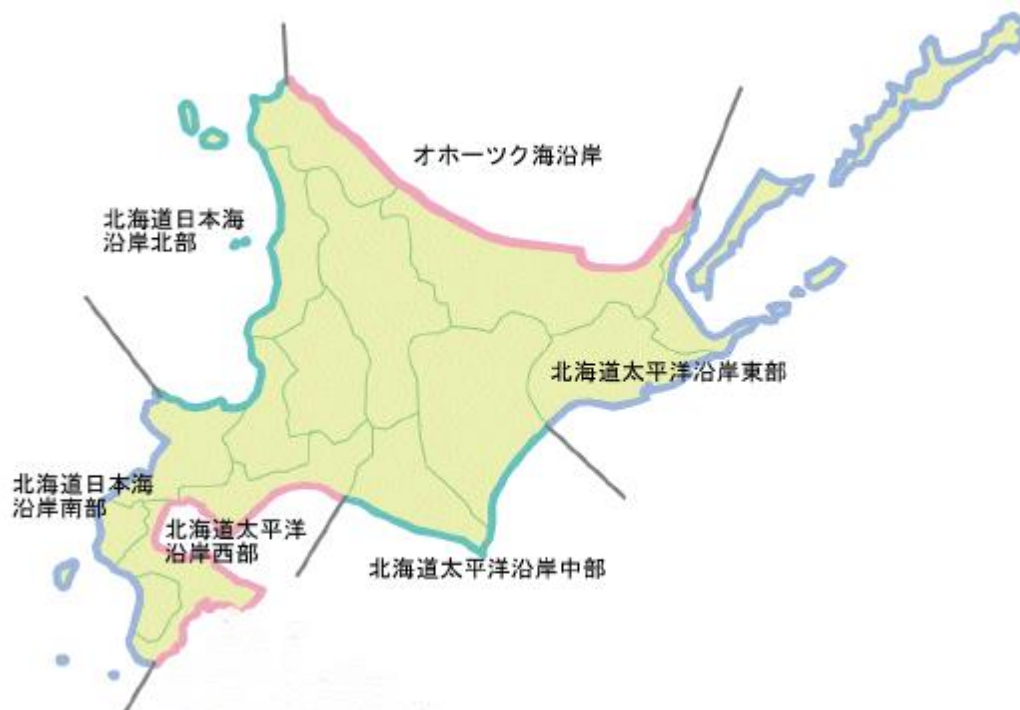 オホーツク海沿岸
北海道日本海
沿岸北部
北海道太平洋沿岸東部
北海道日本海
沿岸南部
北海道太平洋
沿岸西部
北海道太平洋沿岸中部